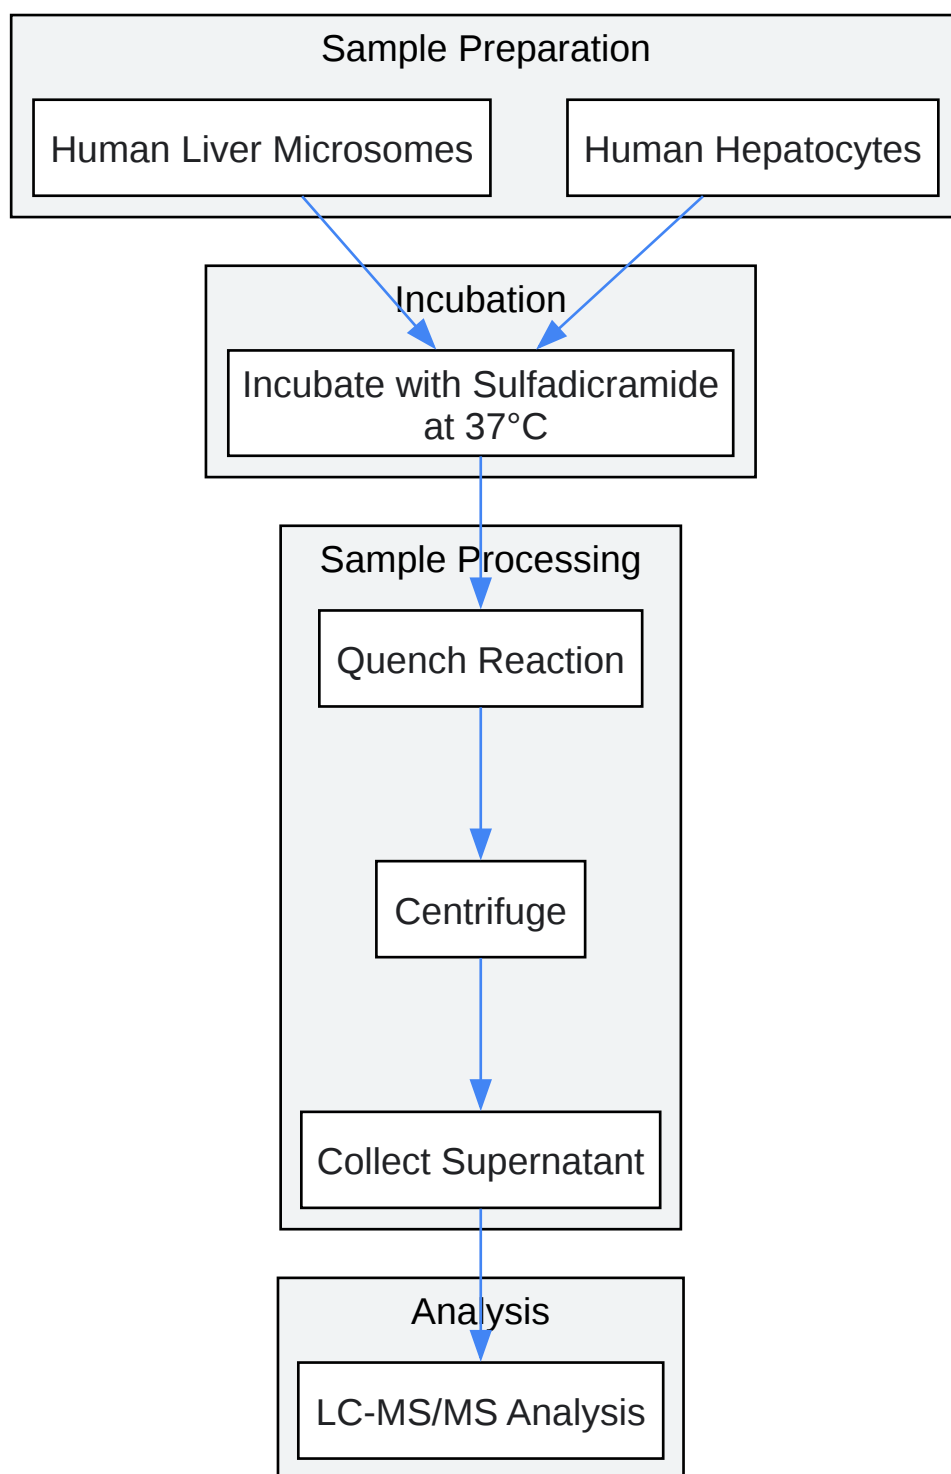 Sample Preparation
Human Liver Microsomes
Human Hepatocytes
Incubation
Incubate with Sulfadicramide
at 37°C
Sample Processing
Quench Reaction
Centrifuge
Collect Supernatant
Analysis
LC-MS/MS Analysis